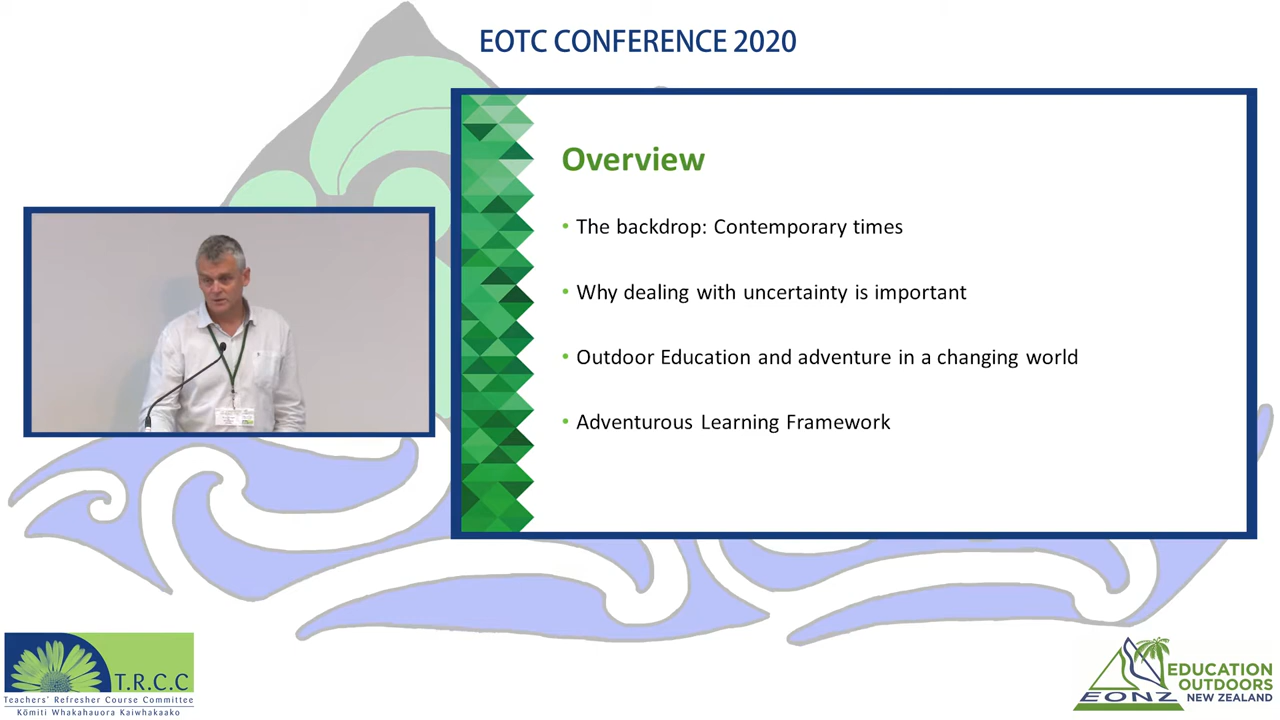 EOTC CONFERENCE 2020
Overview
• The backdrop: Contemporary times
• Why dealing with uncertainty is important
• Outdoor Education and adventure in a changing world
• Adventurous Learning Framework
T.R.C.C
Teachers' Refresher Course Committee
Kōmiti Whakahauora Kaiwhakaako
EONZ
EDUCATION
OUTDOORS
NEW ZEALAND